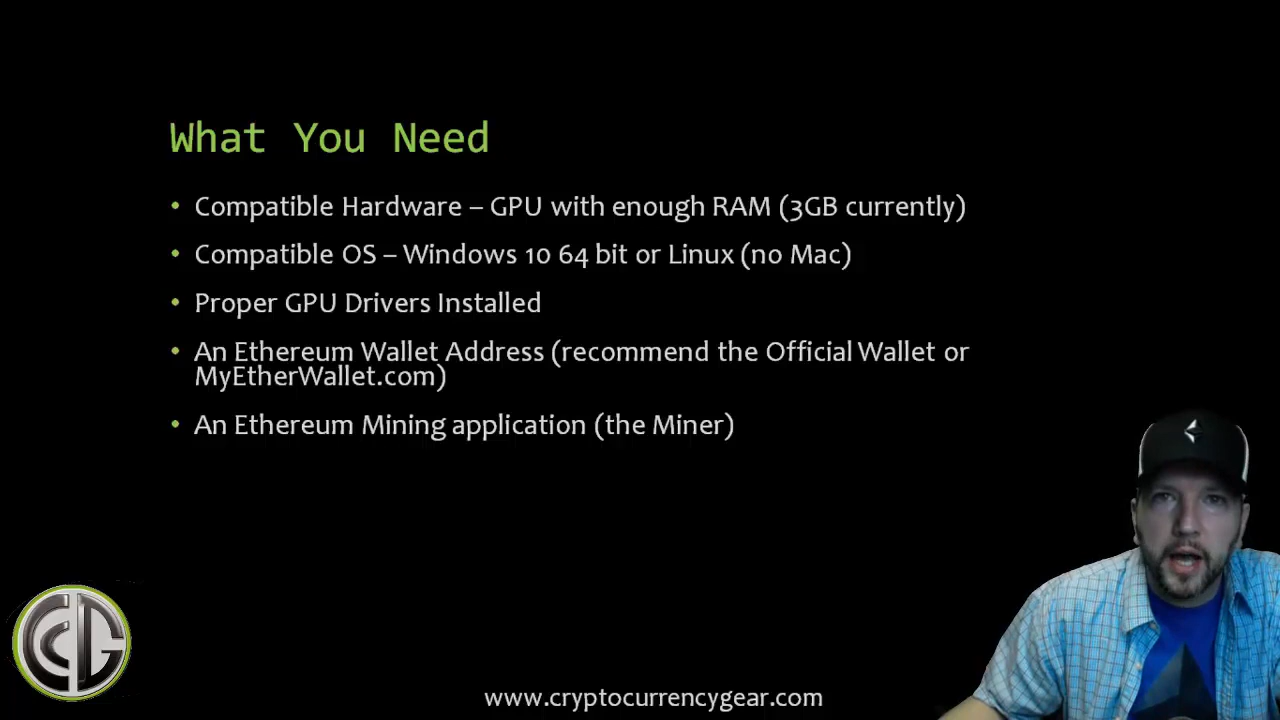 What You Need
• Compatible Hardware – GPU with enough RAM (3GB currently)
• Compatible OS – Windows 10 64 bit or Linux (no Mac)
• Proper GPU Drivers Installed
• An Ethereum Wallet Address (recommend the Official Wallet or
MyEtherWallet.com)
• An Ethereum Mining application (the Miner)
CCG
www.cryptocurrencygear.com